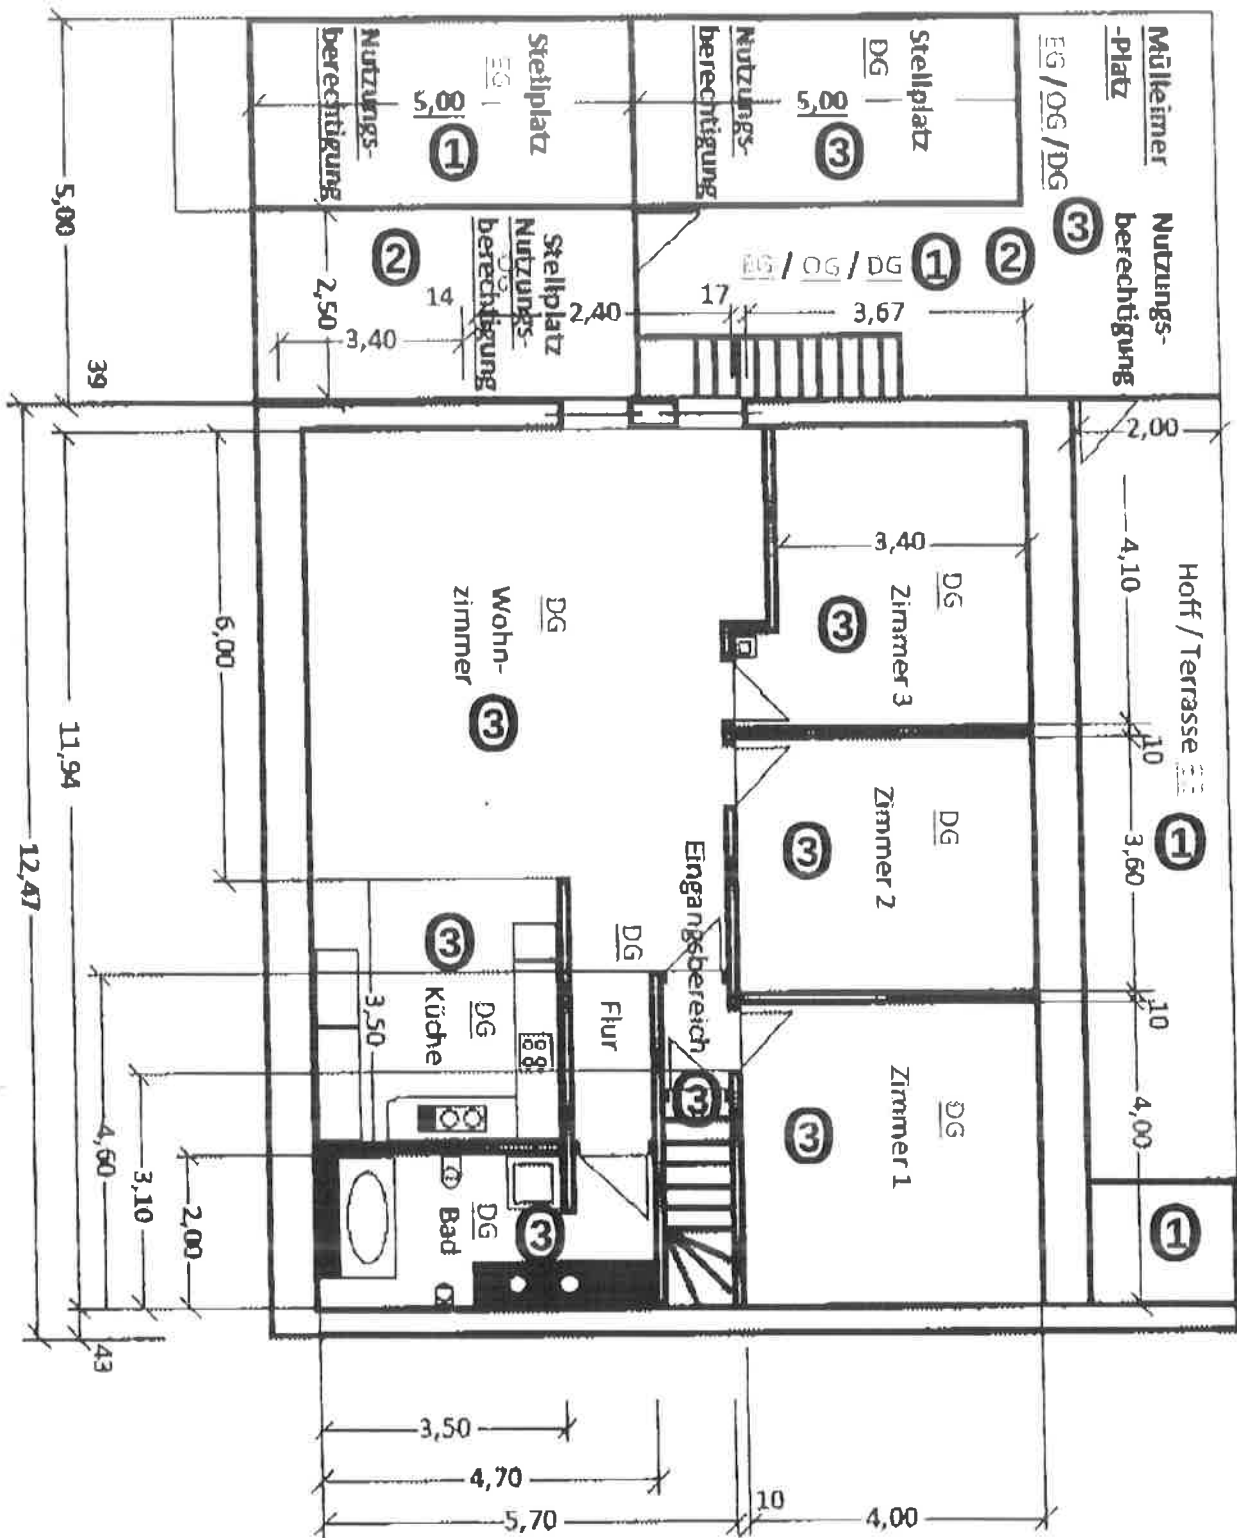 Mülleimer
-Platz
EG / OG / DG
3
Nutzungs-
berechtigung
Stellplatz
DG
5,00
3
Nutzungs-
berechtigung
Stellplatz
EG
5,00
1
Nutzungs-
berechtigung
5,00
1
2
EG / OG / DG
3,67
17
2,40
Stellplatz
Nutzungs-
berechtigung
14
2
2,50
3,40
39
2,00
4,10
Hoff / Terrasse
1
10
3,60
10
4,00
1
3,40
DG
Zimmer 3
3
DG
Zimmer 2
3
DG
Zimmer 1
3
DG
Wohn-
zimmer
3
Eingangsbereich
3
DG
Flur
3
DG
Küche
3,50
DG
Bad
3
6,00
11,94
12,47
4,60
3,10
2,00
43
3,50
4,70
5,70
10
4,00